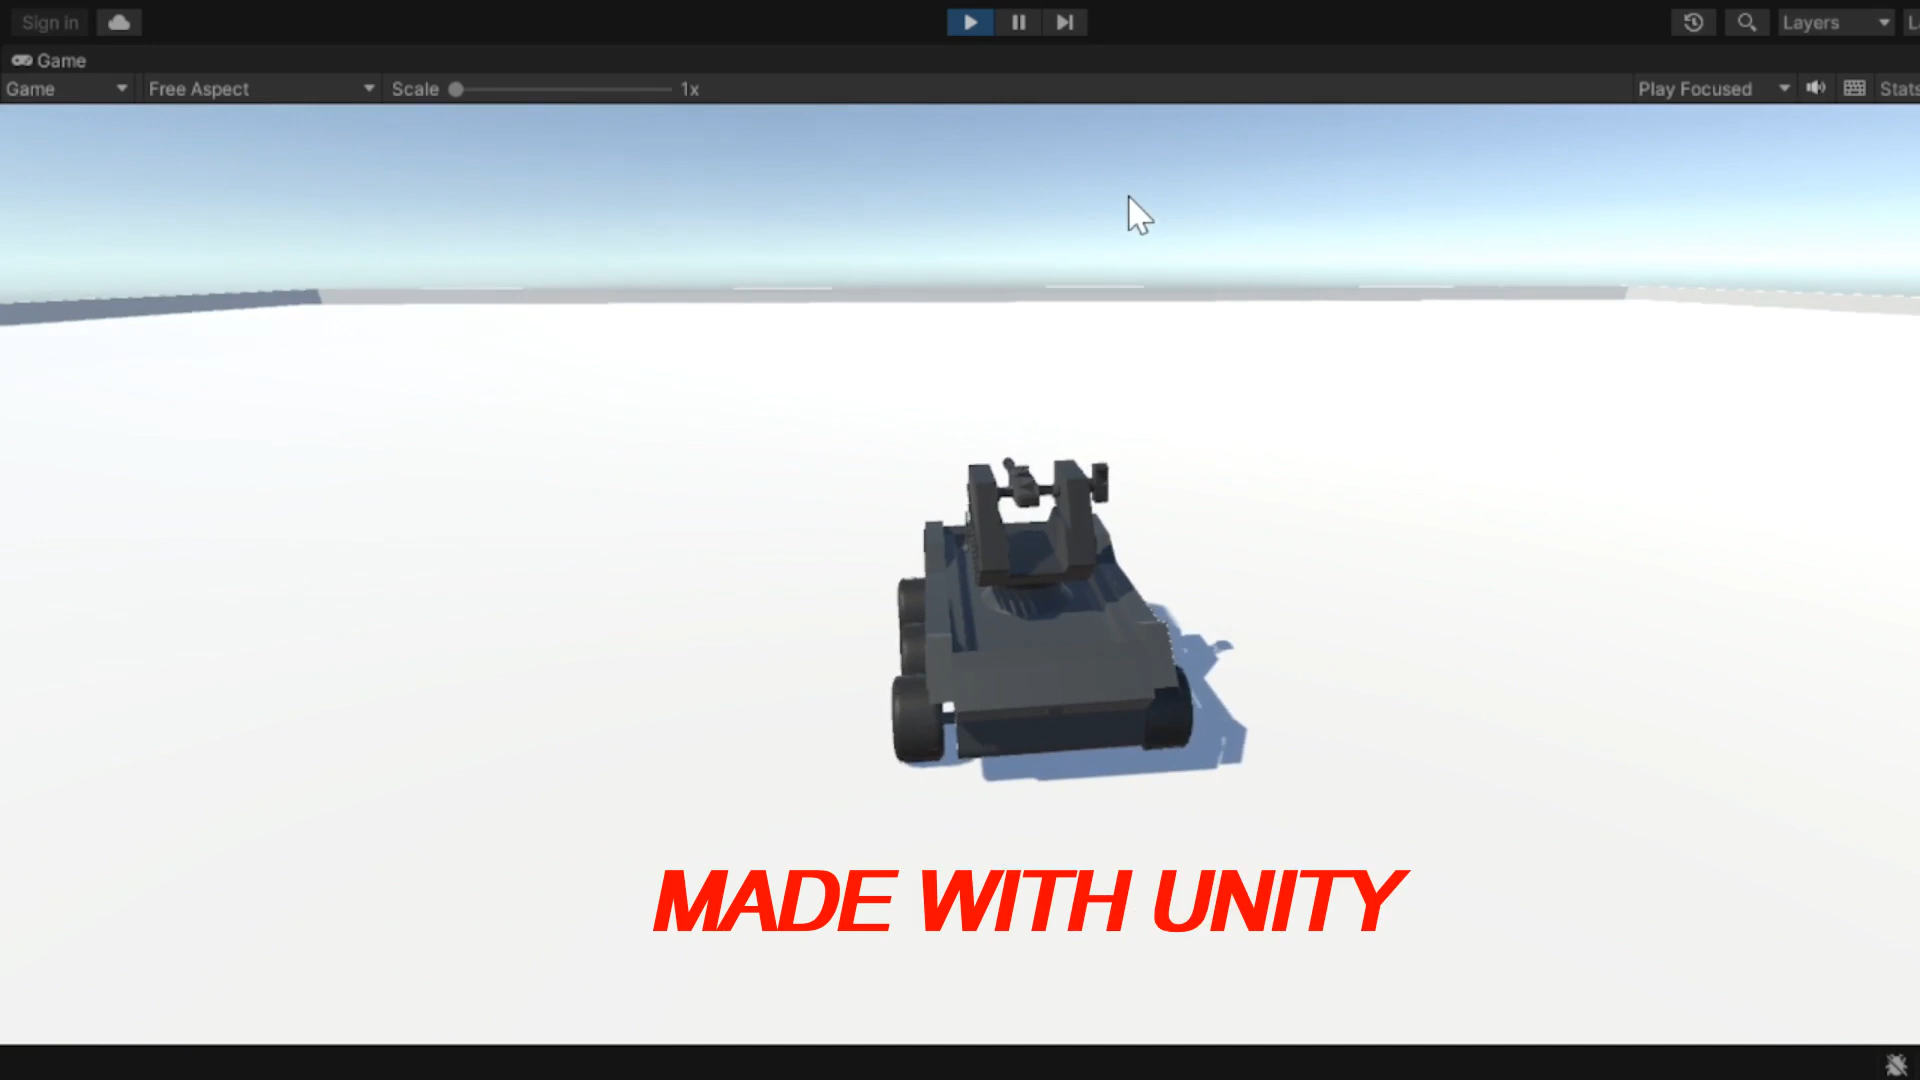 Sign in
Layers
L
Game
Game
Free Aspect
Scale
1x
Play Focused
Stats
MADE WITH UNITY